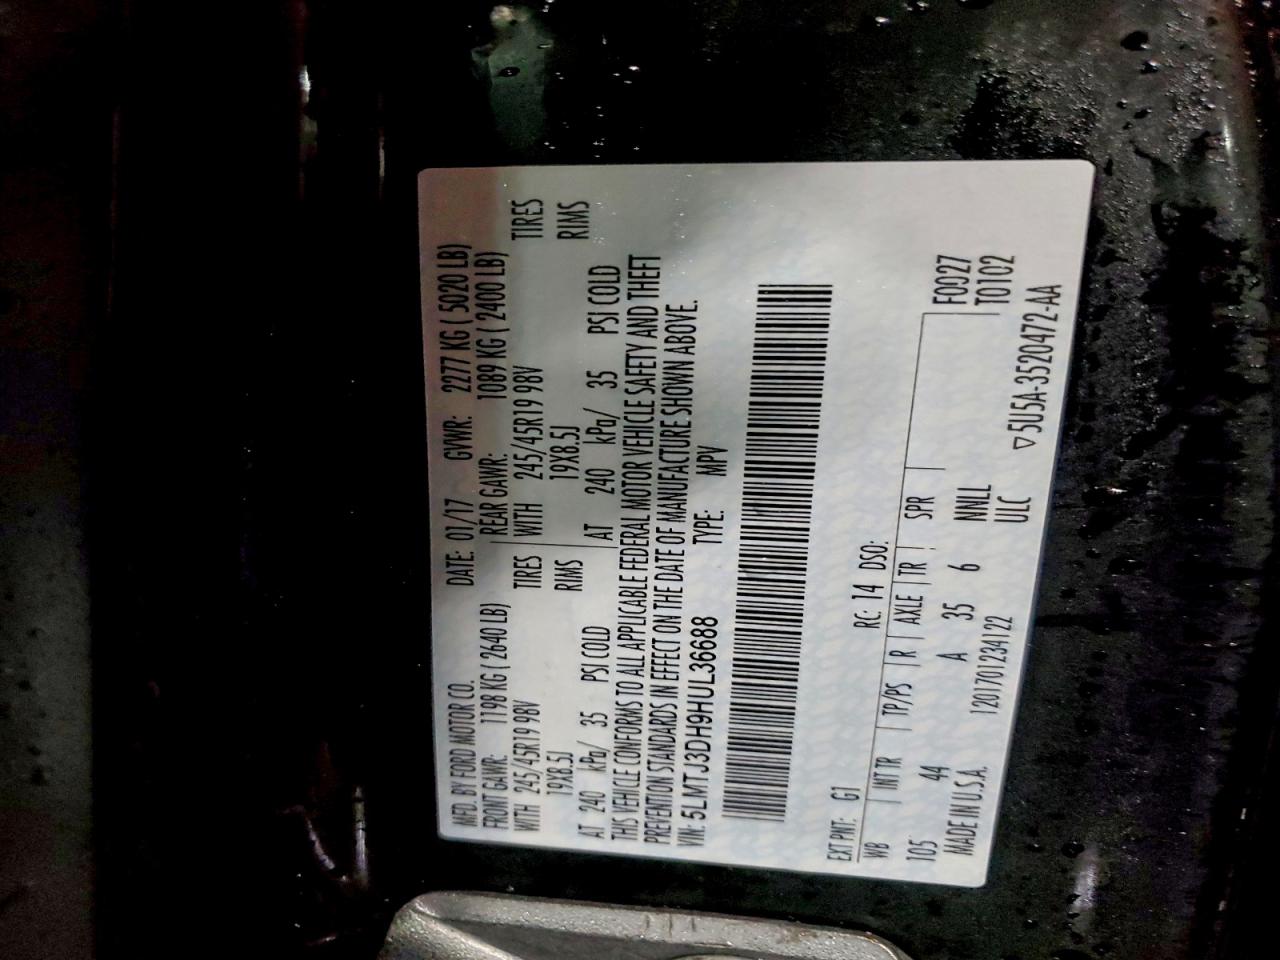 MFD. BY FORD MOTOR CO. DATE: 01/17 GVWR: 2277 KG ( 5020 LB)
FRONT GAWR: 1198 KG ( 2640 LB) REAR GAWR: 1089 KG ( 2400 LB)
WITH 245/45R19 98V TIRES WITH 245/45R19 98V TIRES
19X8.5J RIMS 19X8.5J RIMS
AT 240 kPa/ 35 PSI COLD AT 240 kPa/ 35 PSI COLD
THIS VEHICLE CONFORMS TO ALL APPLICABLE FEDERAL MOTOR VEHICLE SAFETY AND THEFT
PREVENTION STANDARDS IN EFFECT ON THE DATE OF MANUFACTURE SHOWN ABOVE.
VIN: 5LMTJ3DH9HUL36688 TYPE: MPV
EXT PNT: G1 RC: 14 DSO:
WB INT TR TP/PS R AXLE TR SPR F0027
105 44 A 35 6 NNLL T0102
MADE IN U.S.A. 1201701234122 ULC
▽5U5A-3520472-AA